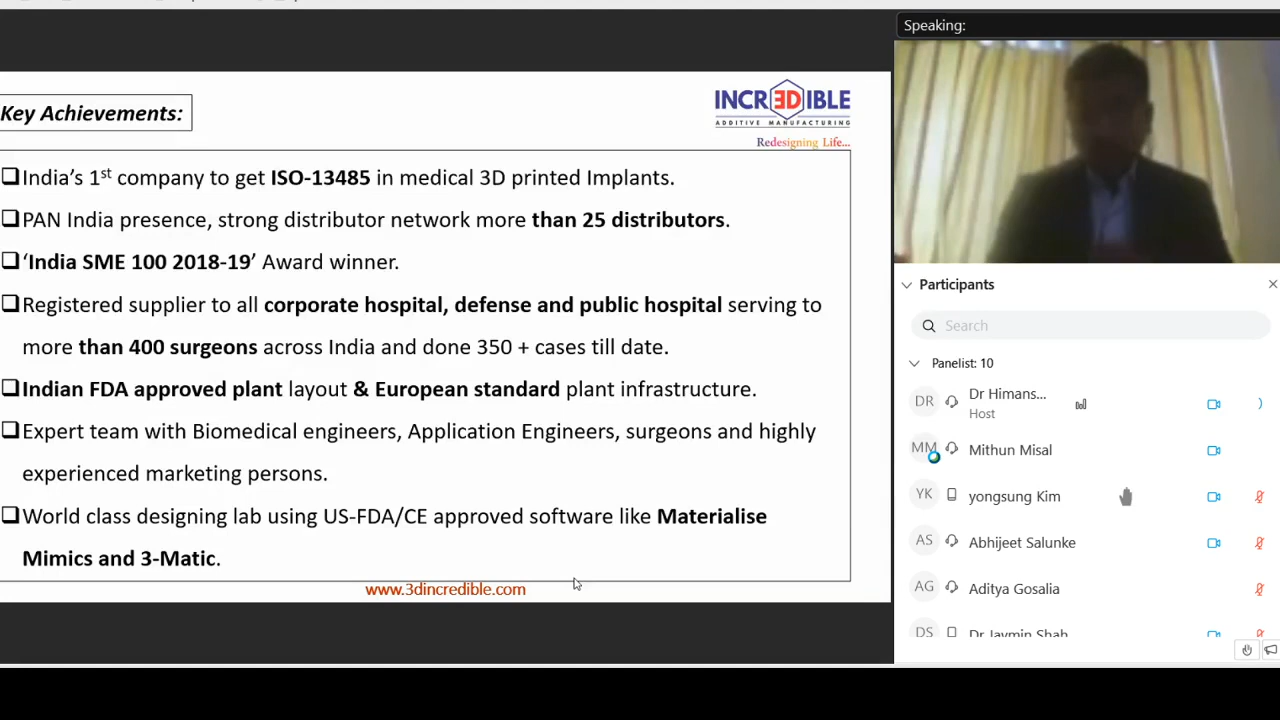 Speaking:
Key Achievements:
INCR3DIBLE
ADDITIVE MANUFACTURING
Redesigning Life...
❑India’s 1st company to get ISO-13485 in medical 3D printed Implants.
❑PAN India presence, strong distributor network more than 25 distributors.
❑‘India SME 100 2018-19’ Award winner.
❑Registered supplier to all corporate hospital, defense and public hospital serving to
more than 400 surgeons across India and done 350 + cases till date.
❑Indian FDA approved plant layout & European standard plant infrastructure.
❑Expert team with Biomedical engineers, Application Engineers, surgeons and highly
experienced marketing persons.
❑World class designing lab using US-FDA/CE approved software like Materialise
Mimics and 3-Matic.
www.3dincredible.com
Participants
Search
Panelist: 10
DR Dr Himans...
Host
MM Mithun Misal
YK yongsung Kim
AS Abhijeet Salunke
AG Aditya Gosalia
DS Dr Jaymin Shah